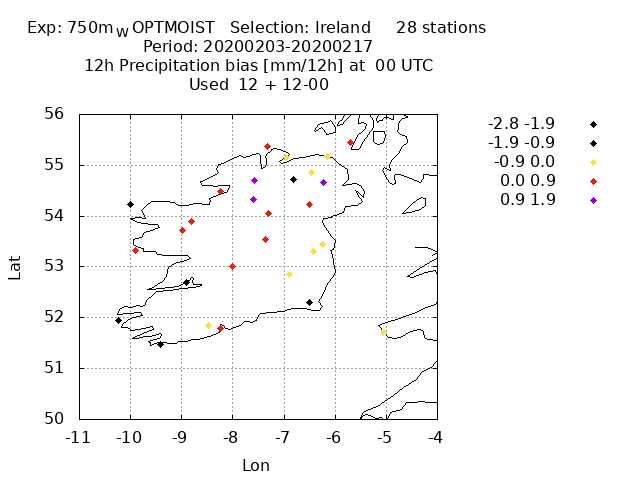 Exp: 750m_W OPTMOIST Selection: Ireland 28 stations
Period: 20200203-20200217
12h Precipitation bias [mm/12h] at 00 UTC
Used 12 + 12-00
-2.8 -1.9
-1.9 -0.9
-0.9 0.0
0.0 0.9
0.9 1.9
56
55
54
53
52
51
50
Lat
-11 -10 -9 -8 -7 -6 -5 -4
Lon